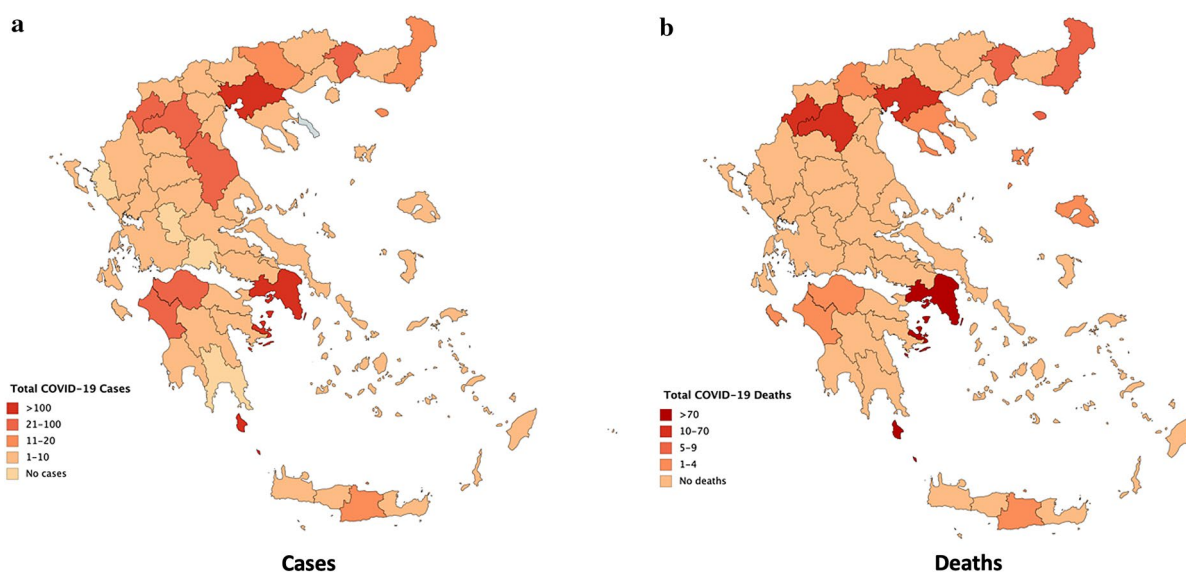 a
b
Total COVID-19 Cases
>100
21-100
11-20
1-10
No cases
Total COVID-19 Deaths
>70
10-70
5-9
1-4
No deaths
Cases
Deaths